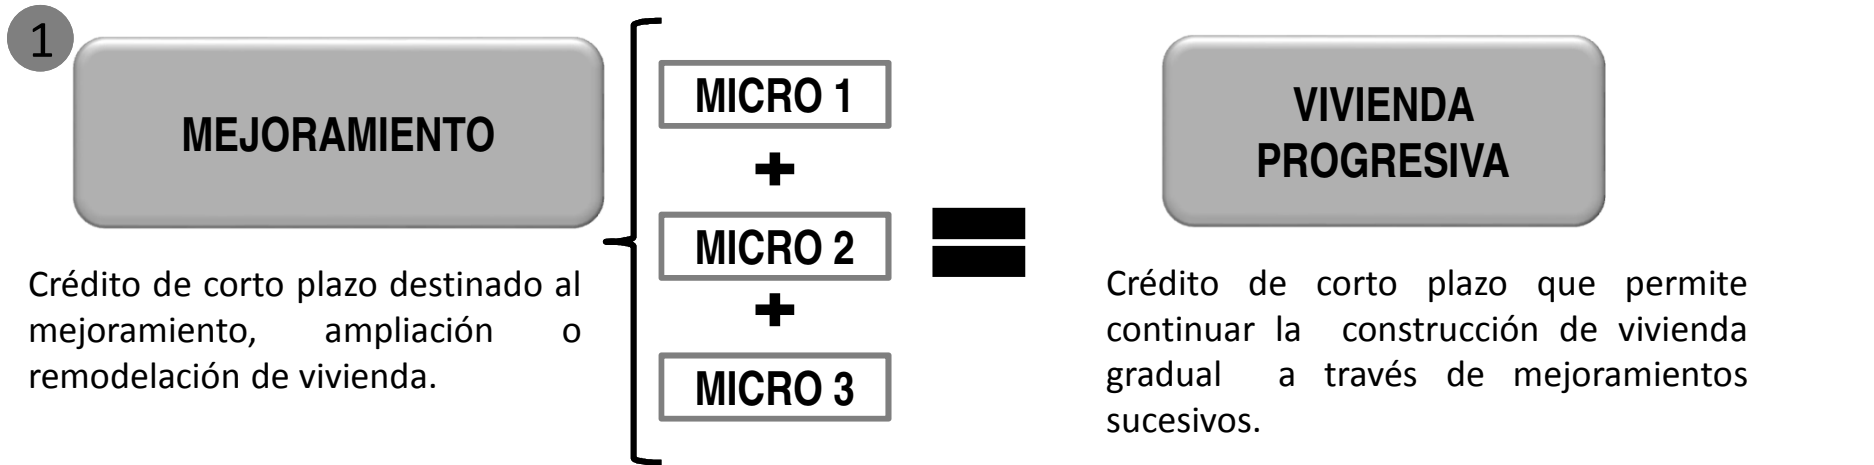 1
MEJORAMIENTO
Crédito de corto plazo destinado al
mejoramiento, ampliación o
remodelación de vivienda.
MICRO 1
+
MICRO 2
+
MICRO 3
=
VIVIENDA
PROGRESIVA
Crédito de corto plazo que permite
continuar la construcción de vivienda
gradual a través de mejoramientos
sucesivos.